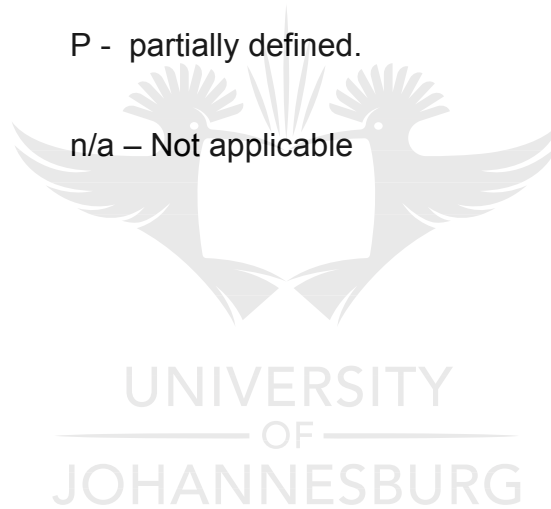 P - partially defined.
n/a – Not applicable
UNIVERSITY
OF
JOHANNESBURG